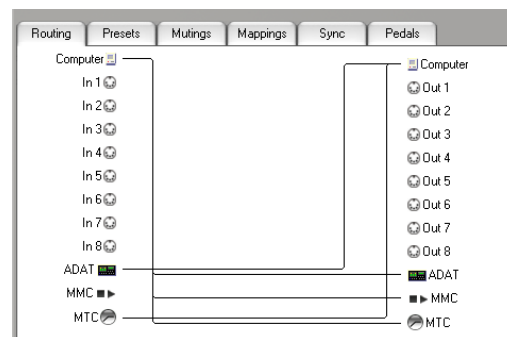 Routing Presets Mutings Mappings Sync Pedals
Computer Computer
In 1 Out 1
In 2 Out 2
In 3 Out 3
In 4 Out 4
In 5 Out 5
In 6 Out 6
In 7 Out 7
In 8 Out 8
ADAT ADAT
MMC MMC
MTC MTC